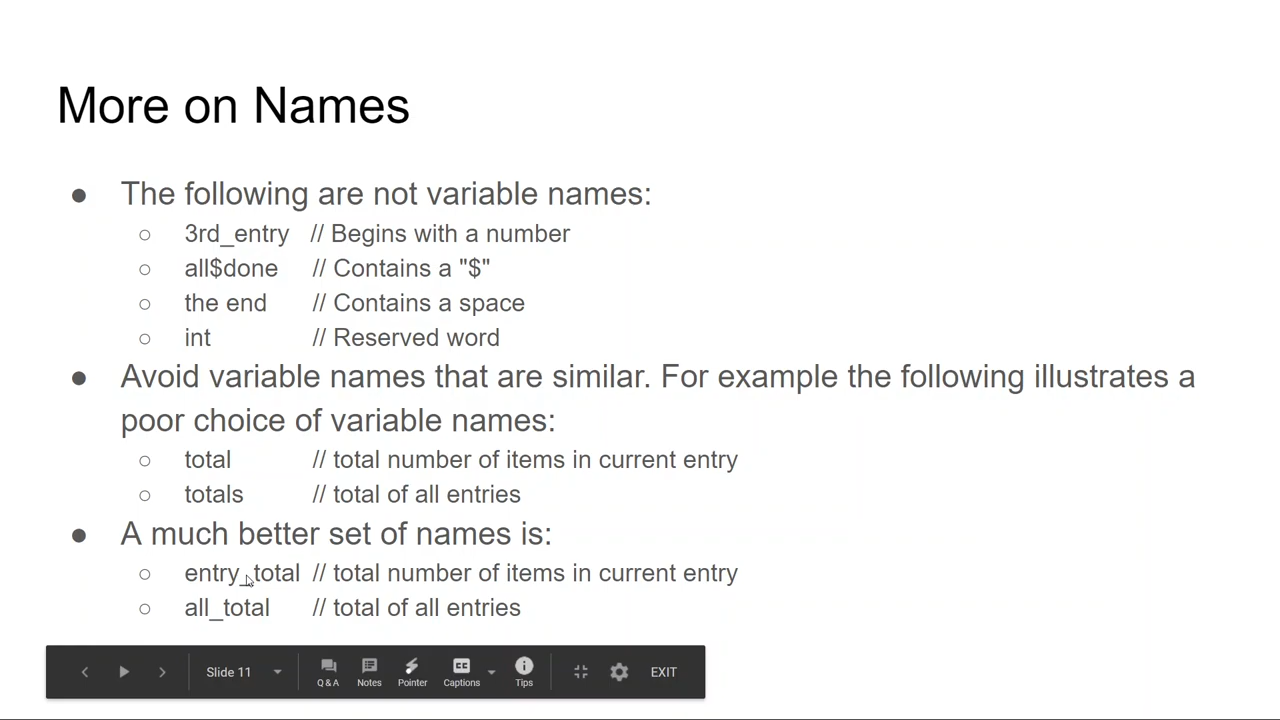 More on Names
● The following are not variable names:
○ 3rd_entry // Begins with a number
○ all$done // Contains a "$"
○ the end // Contains a space
○ int // Reserved word
● Avoid variable names that are similar. For example the following illustrates a
poor choice of variable names:
○ total // total number of items in current entry
○ totals // total of all entries
● A much better set of names is:
○ entry_total // total number of items in current entry
○ all_total // total of all entries
Slide 11 Q & A Notes Pointer CC Captions Tips EXIT